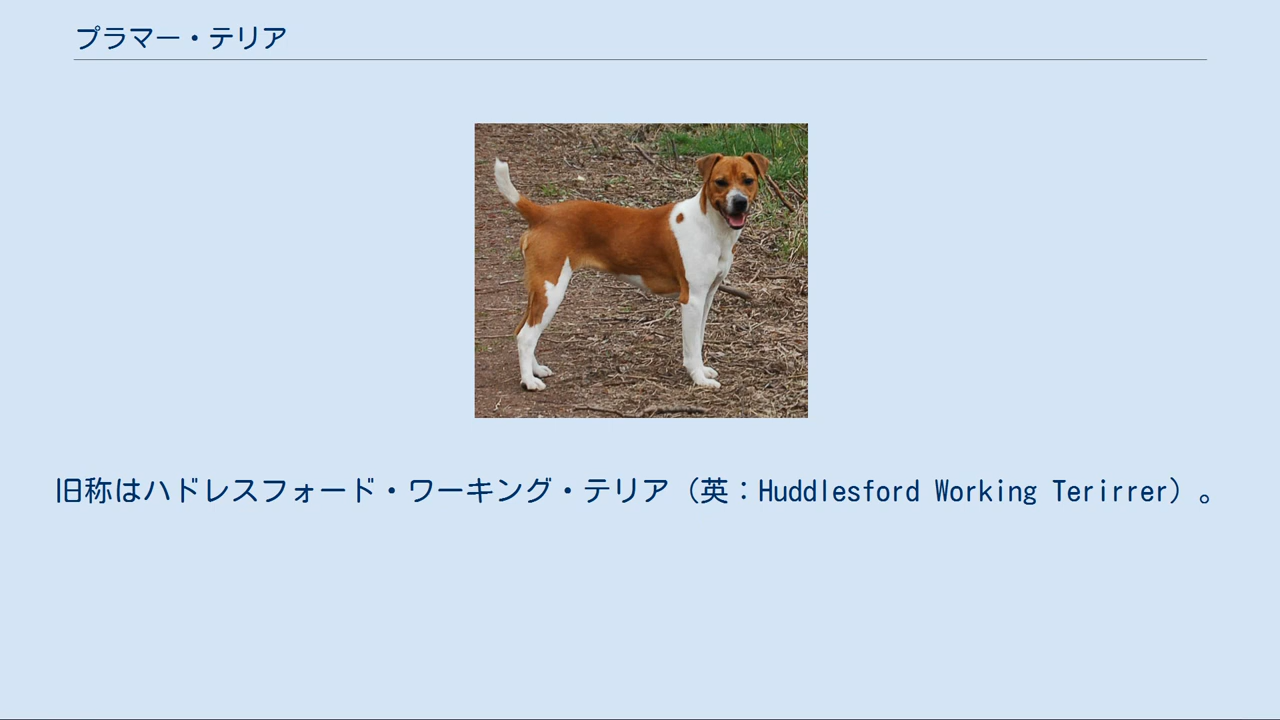 プラマー・テリア
旧称はハドレスフォード・ワーキング・テリア（英：Huddlesford Working Terirrer）。